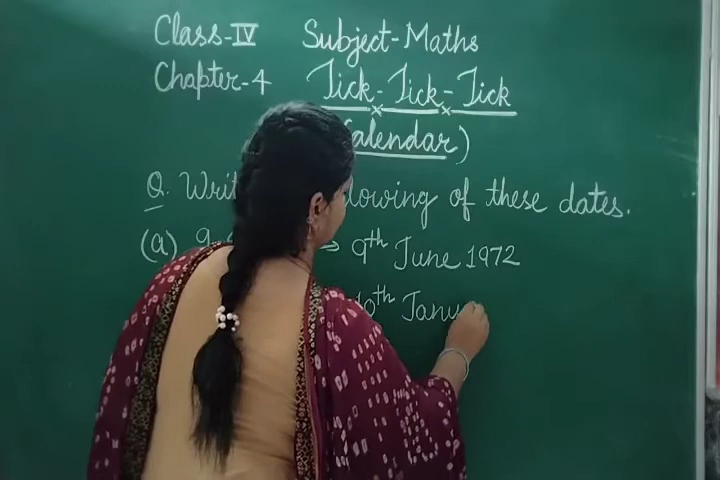 Class-IV Subject-Maths
Chapter-4 Tick-Tick-Tick
Calendar)
Q. Writ lowing of these dates.
(a) 9 ⇒ 9th June 1972
10th Janu